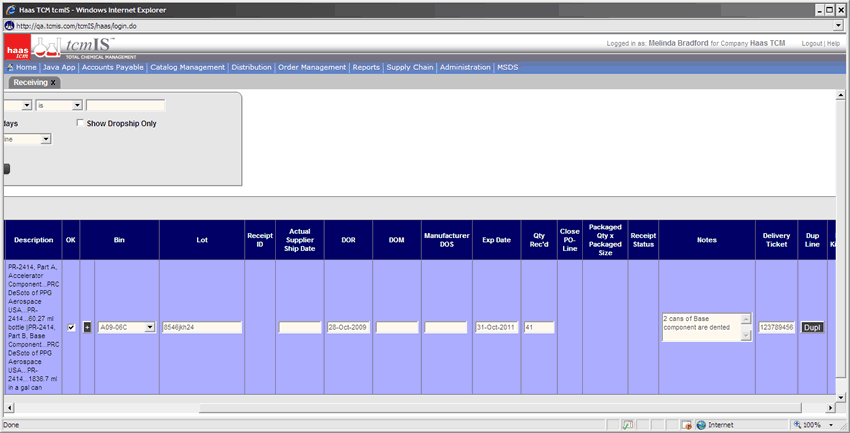 Haas TCM tcmIS - Windows Internet Explorer
http://qa.tcmis.com/tcmIS/haas/login.do
haas
tcm
tcmIS™
TOTAL CHEMICAL MANAGEMENT
Logged in as: Melinda Bradford for Company Haas TCM Logout | Help
Home | Java App | Accounts Payable | Catalog Management | Distribution | Order Management | Reports | Supply Chain | Administration | MSDS
Receiving x
is
days
Show Dropship Only
ine
Description OK Bin Lot Receipt ID Actual Supplier Ship Date DOR DOM Manufacturer DOS Exp Date Qty Rec'd Close PO-Line Packaged Qty x Packaged Size Receipt Status Notes Delivery Ticket Dup Line
PR-2414, Part A,
Accelerator
Component...PRC
DeSoto of PPG
Aerospace
USA...PR-
2414...60.27 ml
bottle (PR-2414,
Part B, Base
Component...PRC
DeSoto of PPG
Aerospace
USA...PR-
2414...1836.7 ml
in a gal can
+ A09-06C 8546jkh24 28-Oct-2009 31-Oct-2011 41
2 cans of Base
component are dented
123789456 Dupl
Done Internet 100%